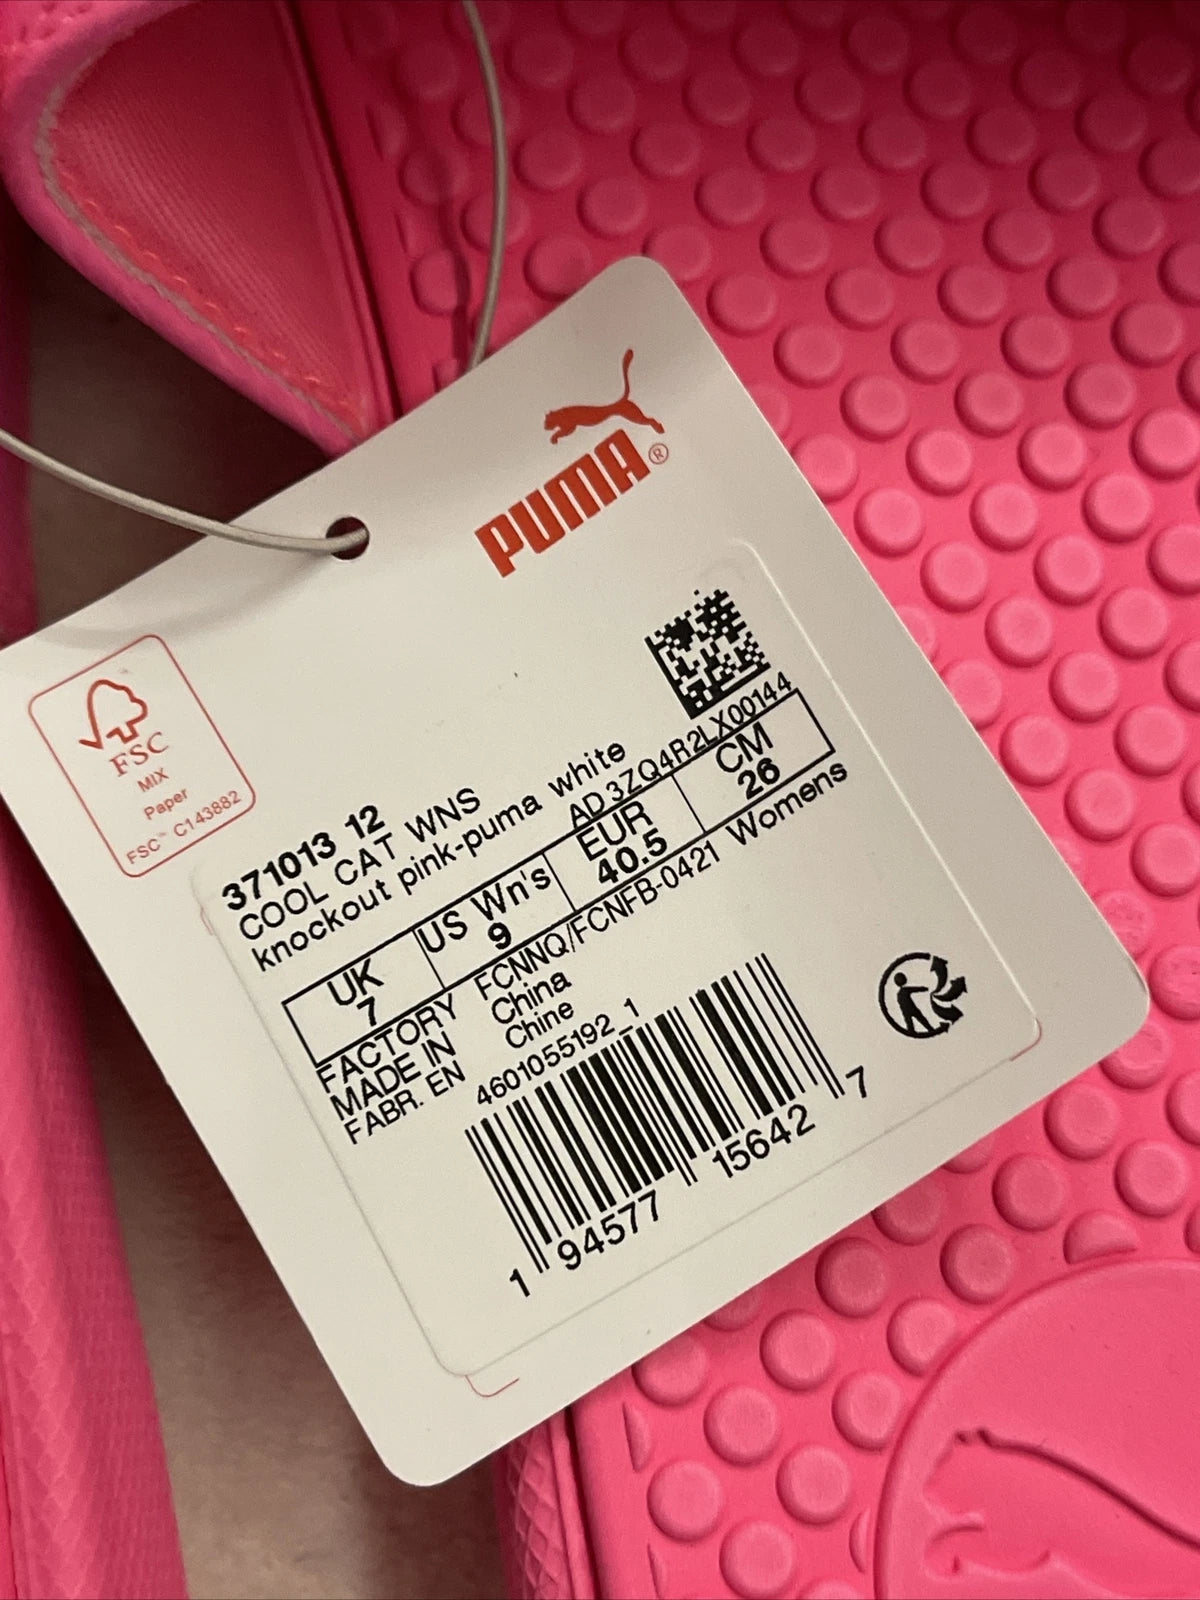 PUMA®
FSC
MIX
Paper
FSC™ C143882
371013 12
COOL CAT WNS
knockout pink-puma white
AD3ZQ4R2LX00144
UK US Wn's EUR CM
7 9 40.5 26
FACTORY FCNNQ/FCNFB-0421 Womens
MADE IN China
FABR. EN Chine
4601055192_1
1 94577 15642 7